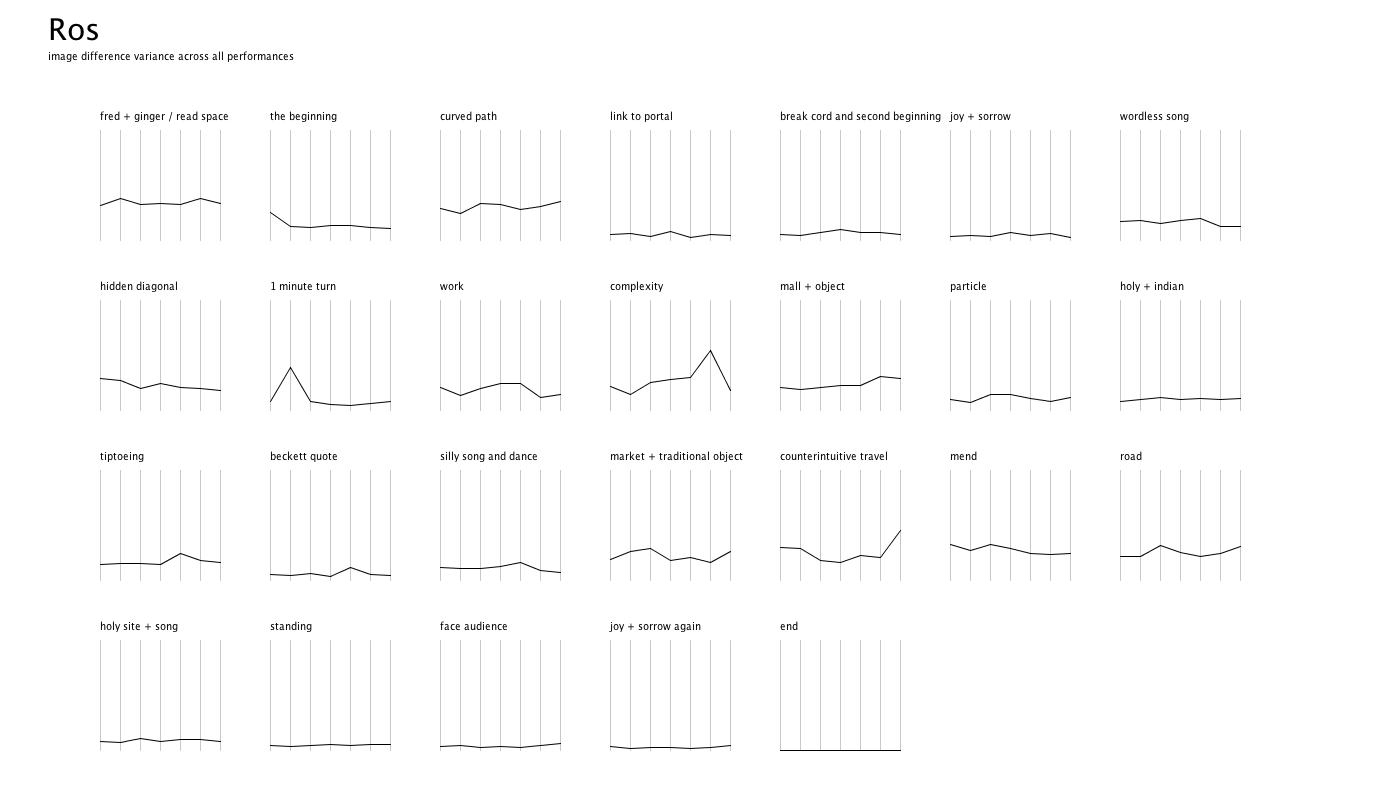 Ros
image difference variance across all performances
fred + ginger / read space
the beginning
curved path
link to portal
break cord and second beginning
joy + sorrow
wordless song
hidden diagonal
1 minute turn
work
complexity
mall + object
particle
holy + indian
tiptoeing
beckett quote
silly song and dance
market + traditional object
counterintuitive travel
mend
road
holy site + song
standing
face audience
joy + sorrow again
end